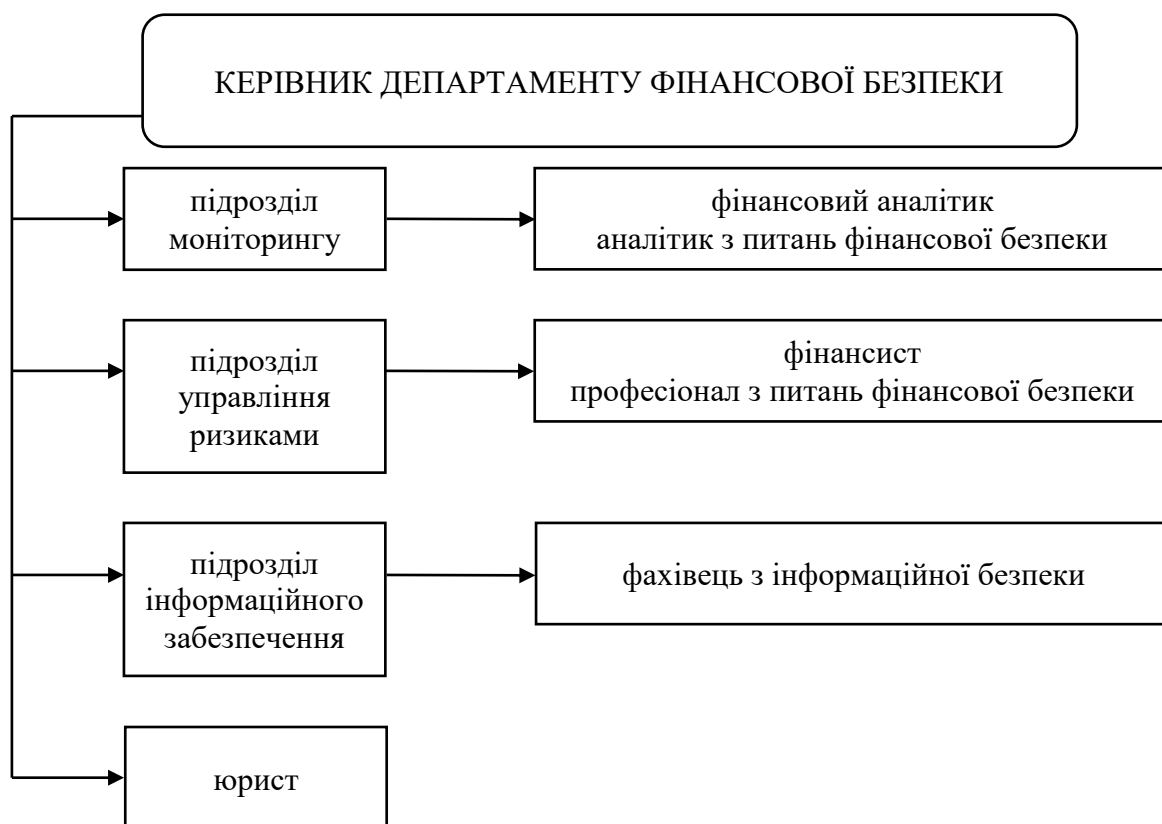 КЕРІВНИК ДЕПАРТАМЕНТУ ФІНАНСОВОЇ БЕЗПЕКИ
підрозділ
моніторингу
фінансовий аналітик
аналітик з питань фінансової безпеки
підрозділ
управління
ризиками
фінансист
професіонал з питань фінансової безпеки
підрозділ
інформаційного
забезпечення
фахівець з інформаційної безпеки
юрист